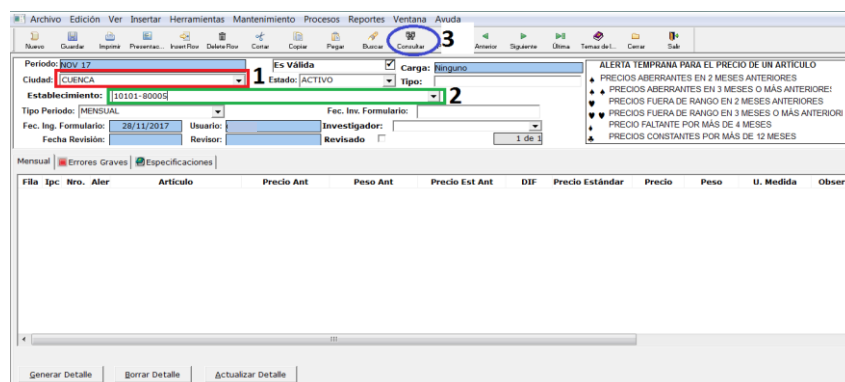 Archivo Edición Ver Insertar Herramientas Mantenimiento Procesos Reportes Ventana Ayuda
Nuevo Guardar Imprimir Presentac... Insert Row Delete Row Cortar Copiar Pegar Buscar Consultar 3 Anterior Siguiente Última Temas de l... Cerrar Salir
Periodo: NOV 17 Es Válida Carga: Ninguno
Ciudad: CUENCA 1 Estado: ACTIVO Tipo:
Establecimiento: 10101-8000S 2
Tipo Periodo: MENSUAL Fec. Inv. Formulario:
Fec. Ing. Formulario: 28/11/2017 Usuario: Investigador:
Fecha Revisión: Revisor: Revisado 1 de 1
ALERTA TEMPRANA PARA EL PRECIO DE UN ARTÍCULO
♠ PRECIOS ABERRANTES EN 2 MESES ANTERIORES
♠ ♠ PRECIOS ABERRANTES EN 3 MESES O MÁS ANTERIORES
♥ PRECIOS FUERA DE RANGO EN 2 MESES ANTERIORES
♥ ♥ PRECIOS FUERA DE RANGO EN 3 MESES O MÁS ANTERIORI
♦ PRECIO FALTANTE POR MÁS DE 4 MESES
♣ PRECIOS CONSTANTES POR MÁS DE 12 MESES
Mensual Errores Graves Especificaciones
Fila Ipc Nro. Aler Artículo Precio Ant Peso Ant Precio Est Ant DIF Precio Estándar Precio Peso U. Medida Obser
Generar Detalle Borrar Detalle Actualizar Detalle